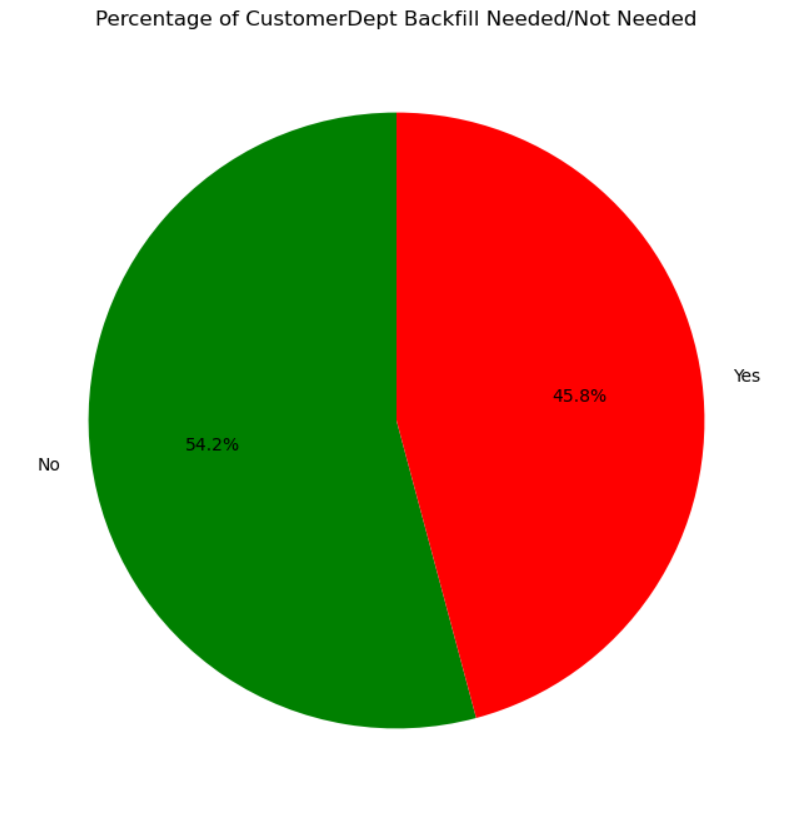 Percentage of CustomerDept Backfill Needed/Not Needed
Yes
45.8%
54.2%
No